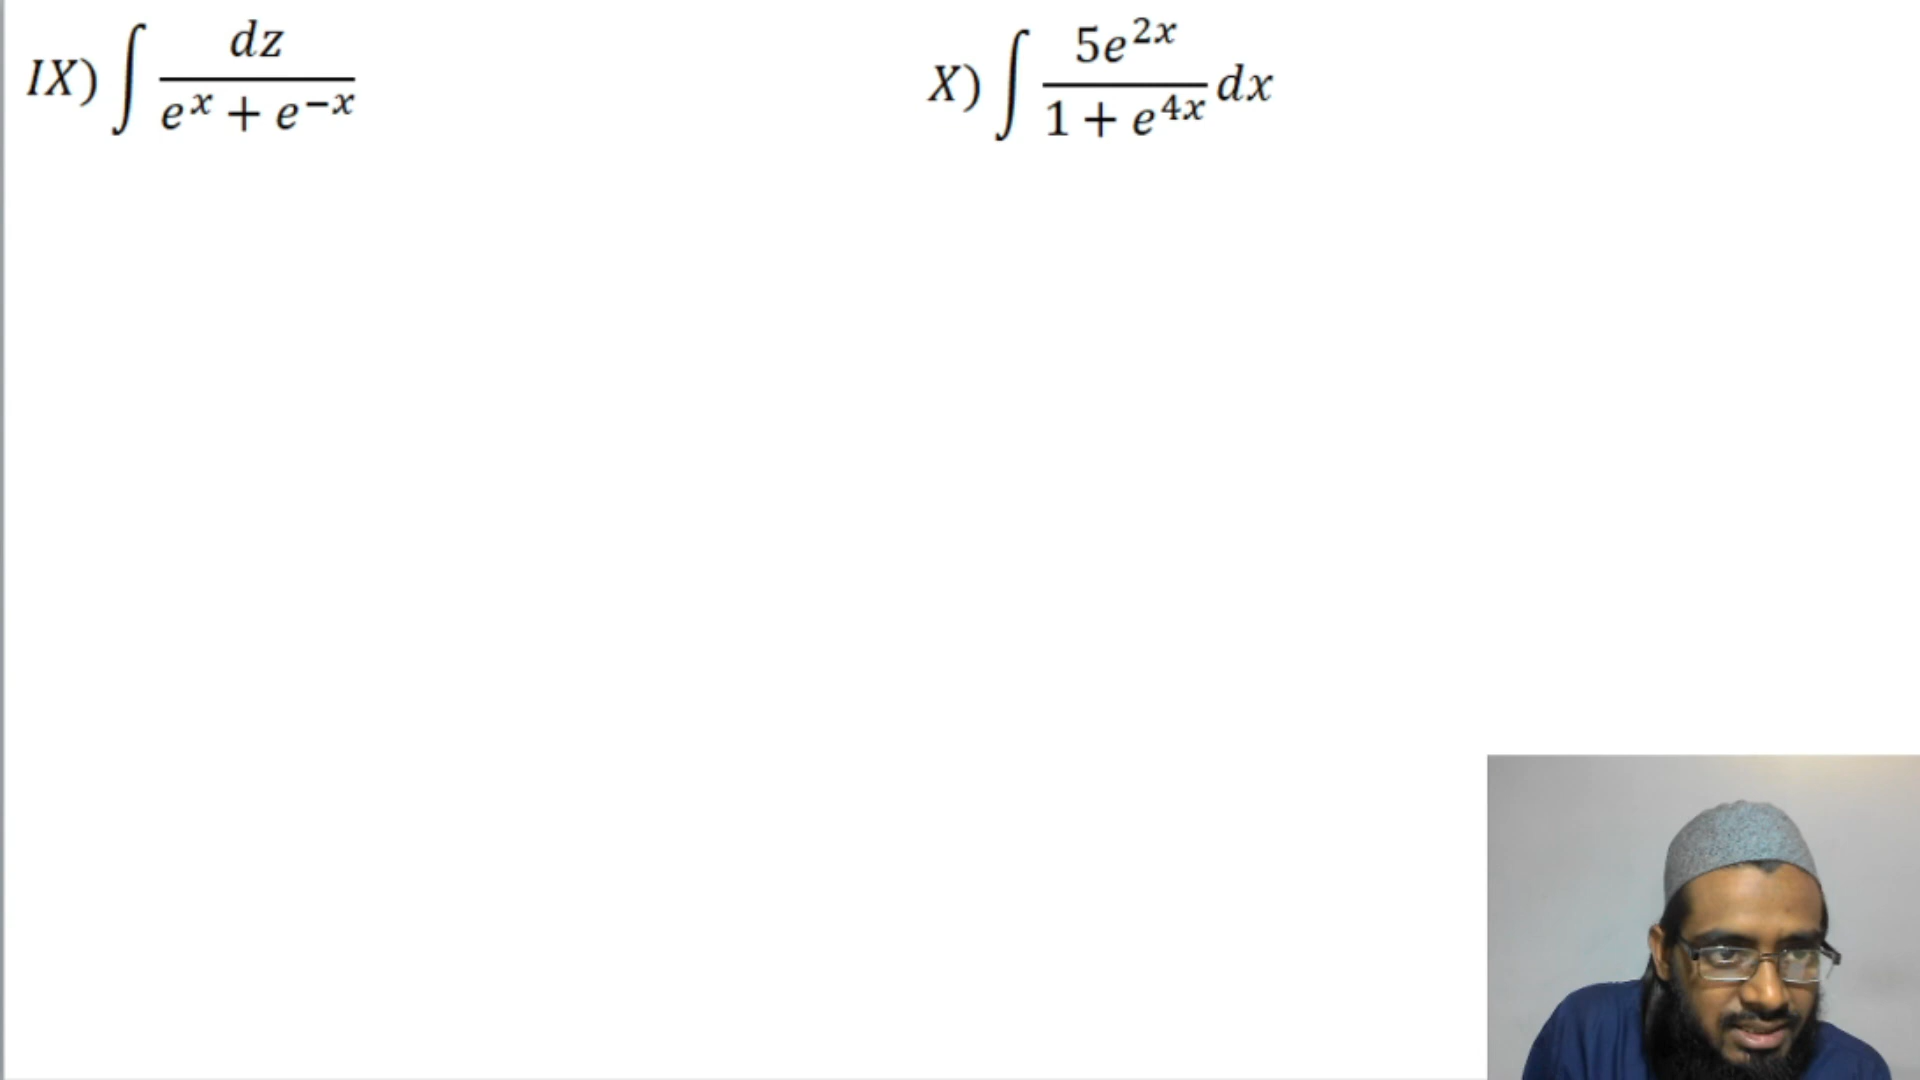 IX) ∫ dz / (e^x + e^−x)
X) ∫ 5e^2x / (1 + e^4x) dx